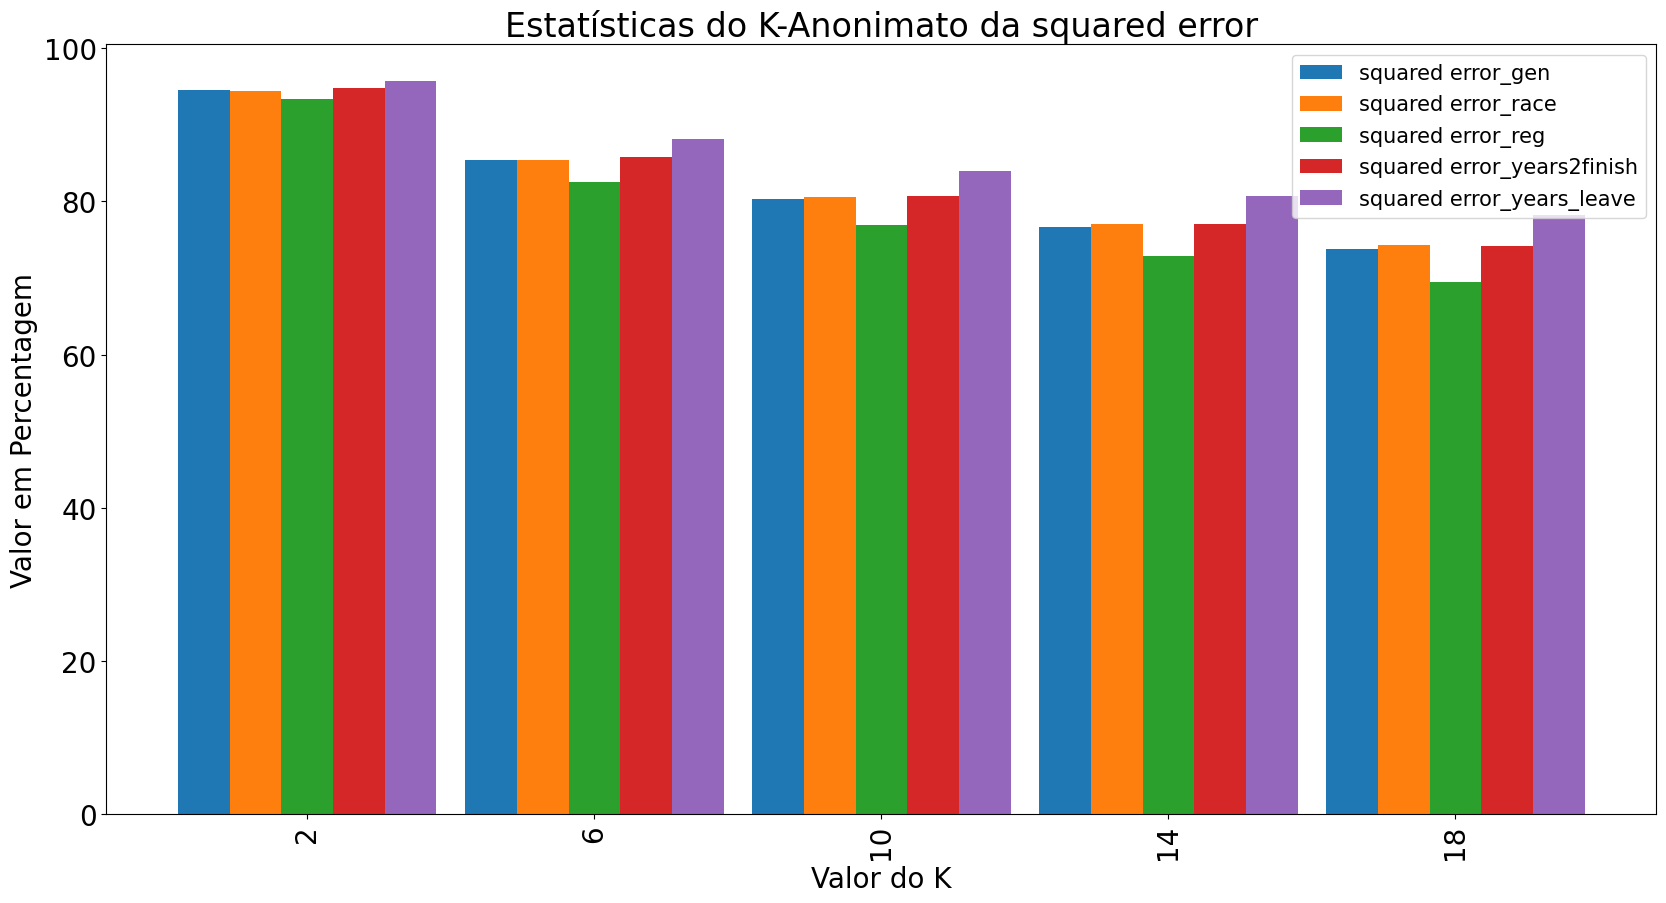 Estatísticas do K-Anonimato da squared error
100
80
60
40
20
0
Valor em Percentagem
squared error_gen
squared error_race
squared error_reg
squared error_years2finish
squared error_years_leave
2
6
10
14
18
Valor do K